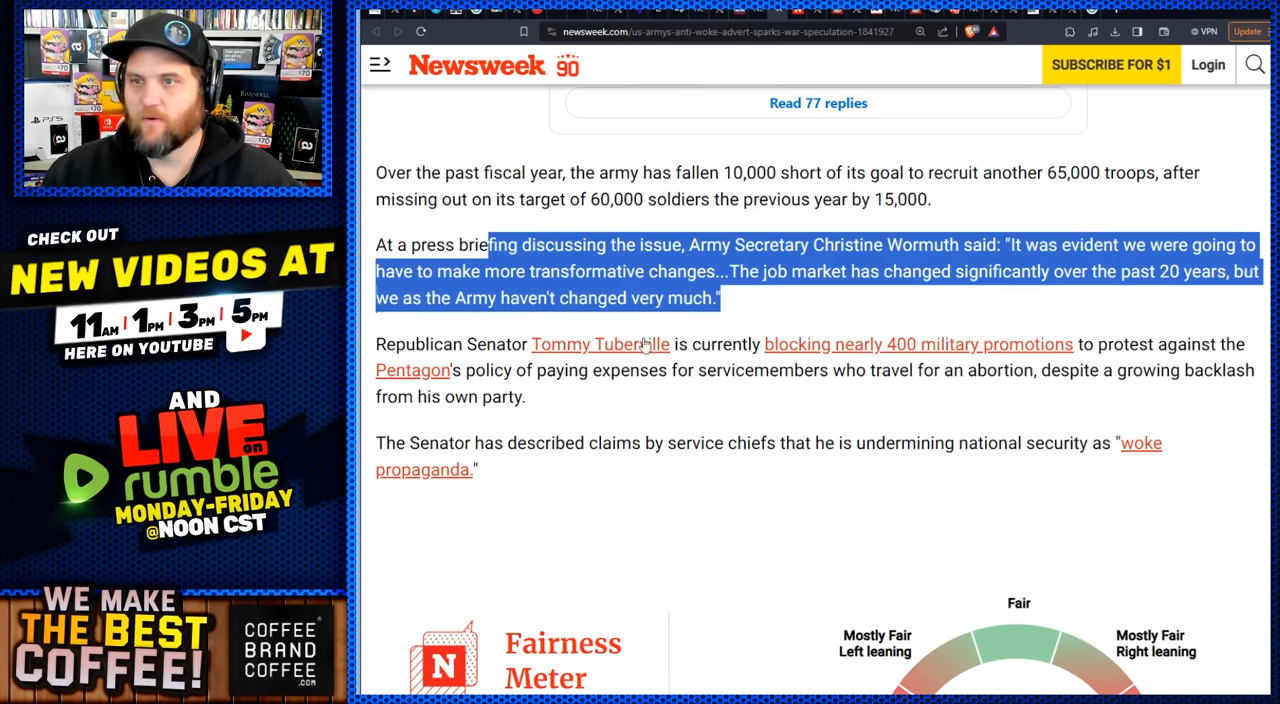 newsweek.com/us-armys-anti-woke-advert-sparks-war-speculation-1841927
VPN
Update
Newsweek 90
SUBSCRIBE FOR $1
Login
Read 77 replies
Over the past fiscal year, the army has fallen 10,000 short of its goal to recruit another 65,000 troops, after
missing out on its target of 60,000 soldiers the previous year by 15,000.
At a press briefing discussing the issue, Army Secretary Christine Wormuth said: "It was evident we were going to
have to make more transformative changes...The job market has changed significantly over the past 20 years, but
we as the Army haven't changed very much."
Republican Senator Tommy Tuberville is currently blocking nearly 400 military promotions to protest against the
Pentagon's policy of paying expenses for servicemembers who travel for an abortion, despite a growing backlash
from his own party.
The Senator has described claims by service chiefs that he is undermining national security as "woke
propaganda."
N
Fairness
Meter
Fair
Mostly Fair
Left leaning
Mostly Fair
Right leaning
RIVENDELL
PS5
$70
$70
$70
CHECK OUT
NEW VIDEOS AT
11AM | 1PM | 3PM | 5PM
HERE ON YOUTUBE
AND
LIVE on
rumble
MONDAY-FRIDAY
@NOON CST
WE MAKE
THE BEST
COFFEE!
COFFEE
BRAND
COFFEE
.COM